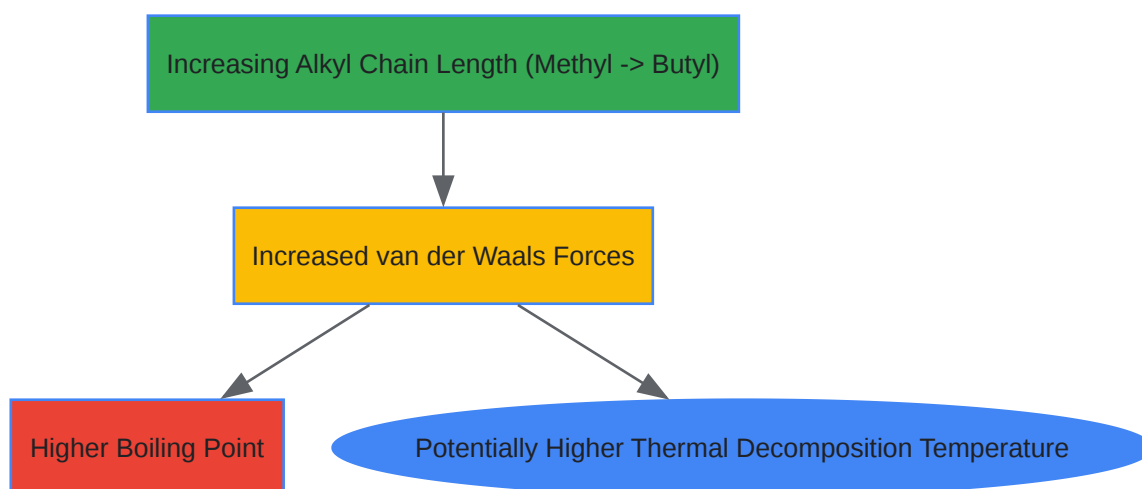 Increasing Alkyl Chain Length (Methyl -> Butyl)
Increased van der Waals Forces
Higher Boiling Point
Potentially Higher Thermal Decomposition Temperature